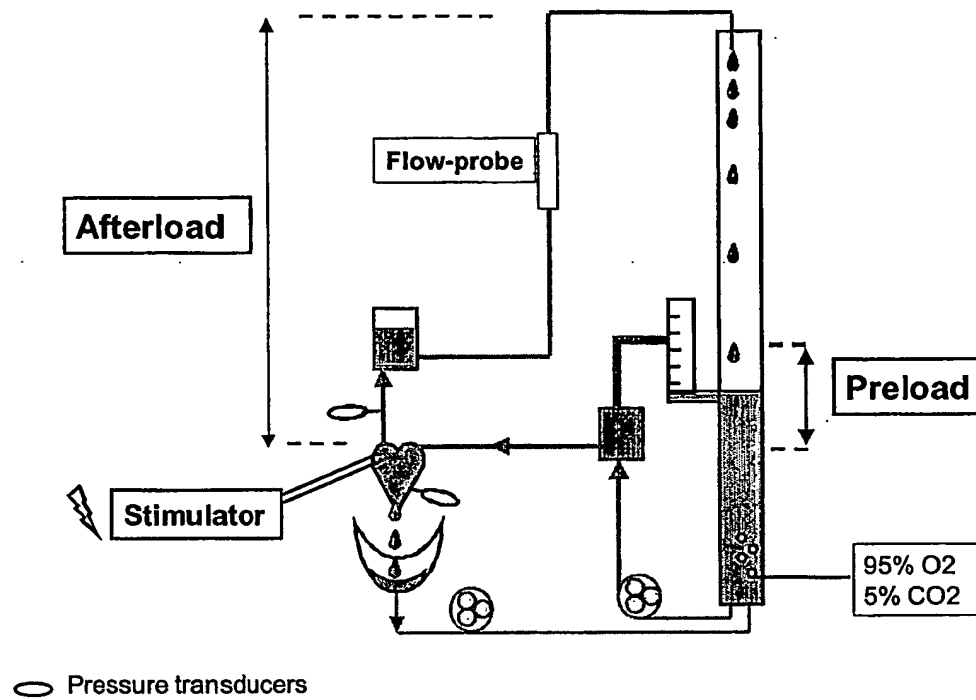 Flow-probe
Afterload
Preload
Stimulator
95% O2
5% CO2
Pressure transducers